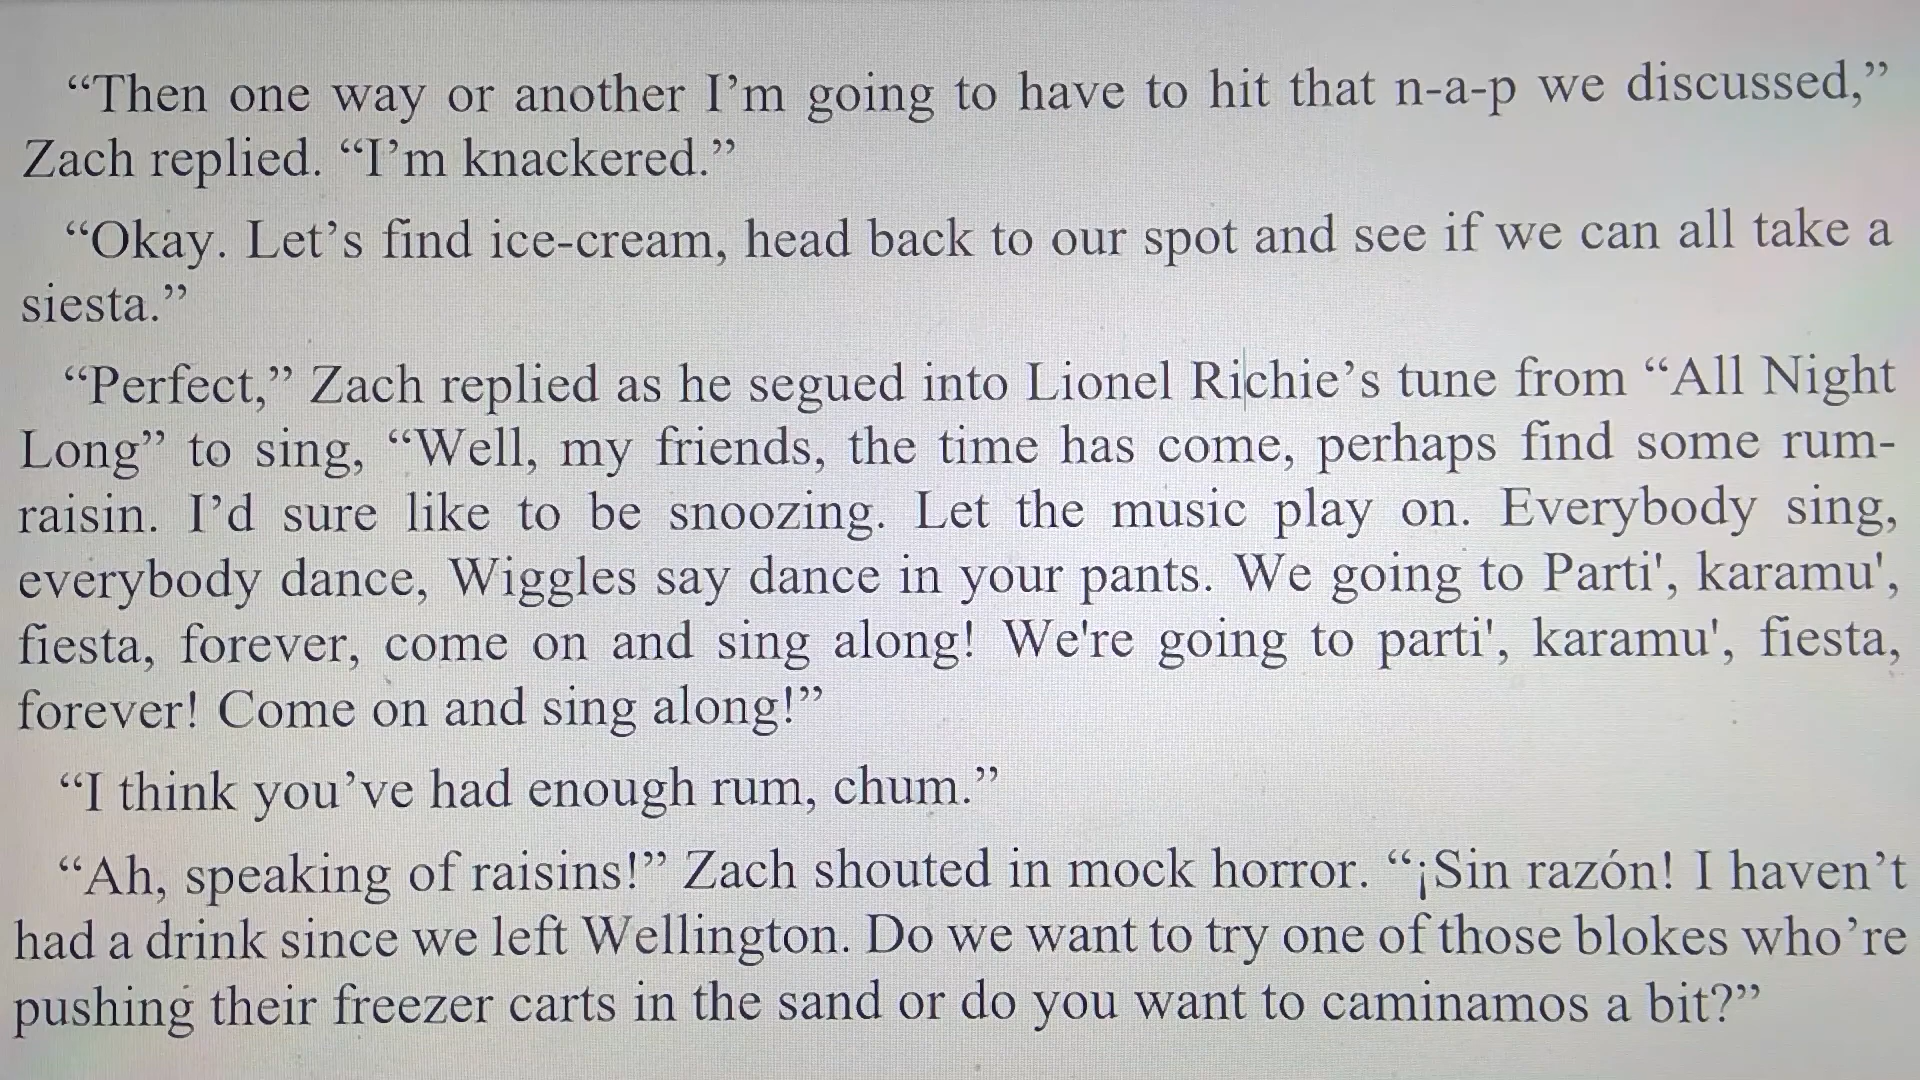 “Then one way or another I’m going to have to hit that n-a-p we discussed,”
Zach replied. “I’m knackered.”
“Okay. Let’s find ice-cream, head back to our spot and see if we can all take a
siesta.”
“Perfect,” Zach replied as he segued into Lionel Richie’s tune from “All Night
Long” to sing, “Well, my friends, the time has come, perhaps find some rum-
raisin. I’d sure like to be snoozing. Let the music play on. Everybody sing,
everybody dance, Wiggles say dance in your pants. We going to Parti', karamu',
fiesta, forever, come on and sing along! We're going to parti', karamu', fiesta,
forever! Come on and sing along!”
“I think you’ve had enough rum, chum.”
“Ah, speaking of raisins!” Zach shouted in mock horror. “¡Sin razón! I haven’t
had a drink since we left Wellington. Do we want to try one of those blokes who’re
pushing their freezer carts in the sand or do you want to caminamos a bit?”